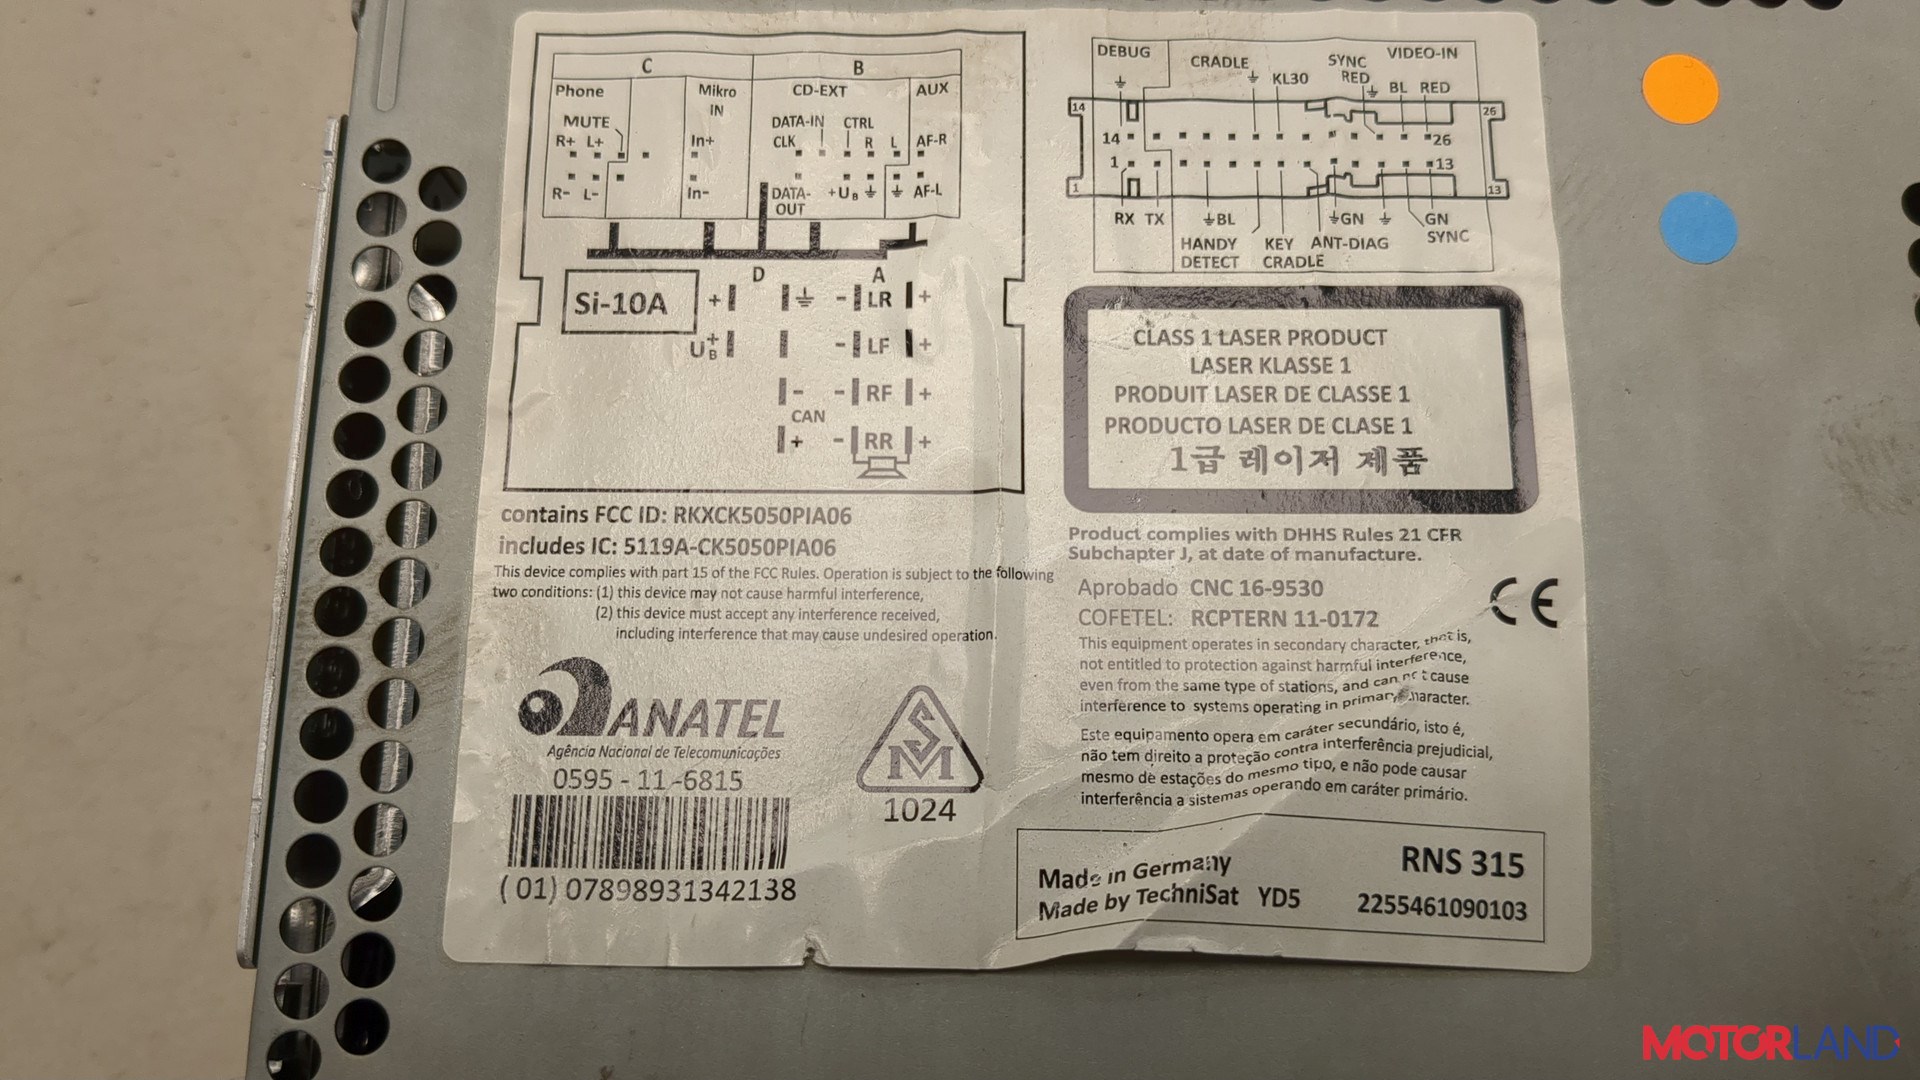 C B
Phone Mikro IN CD-EXT AUX
MUTE DATA-IN CTRL
R+ L+ In+ CLK R L AF-R
R- L- In- DATA-OUT +UB AF-L
D A
Si-10A + - LR +
U+B - LF +
- - RF +
CAN
+ - RR +
DEBUG CRADLE KL30 SYNC RED VIDEO-IN
BL RED
14 26
14 26
1 13
1 13
RX TX BL GN GN
HANDY DETECT KEY CRADLE ANT-DIAG SYNC
CLASS 1 LASER PRODUCT
LASER KLASSE 1
PRODUIT LASER DE CLASSE 1
PRODUCTO LASER DE CLASE 1
1급 레이저 제품
contains FCC ID: RKXCK5050PIA06
includes IC: 5119A-CK5050PIA06
This device complies with part 15 of the FCC Rules. Operation is subject to the following
two conditions: (1) this device may not cause harmful interference,
(2) this device must accept any interference received,
including interference that may cause undesired operation.
ANATEL
Agência Nacional de Telecomunicações
0595 - 11 -6815
(01) 07898931342138
SM
1024
Product complies with DHHS Rules 21 CFR
Subchapter J, at date of manufacture.
Aprobado CNC 16-9530
COFETEL: RCPTERN 11-0172
CE
This equipment operates in secondary character, that is,
not entitled to protection against harmful interference,
even from the same type of stations, and cannot cause
interference to systems operating in primary character.
Este equipamento opera em caráter secundário, isto é,
não tem direito a proteção contra interferência prejudicial,
mesmo de estações do mesmo tipo, e não pode causar
interferência a sistemas operando em caráter primário.
Made in Germany RNS 315
Made by TechniSat YD5 2255461090103
MOTORLAND